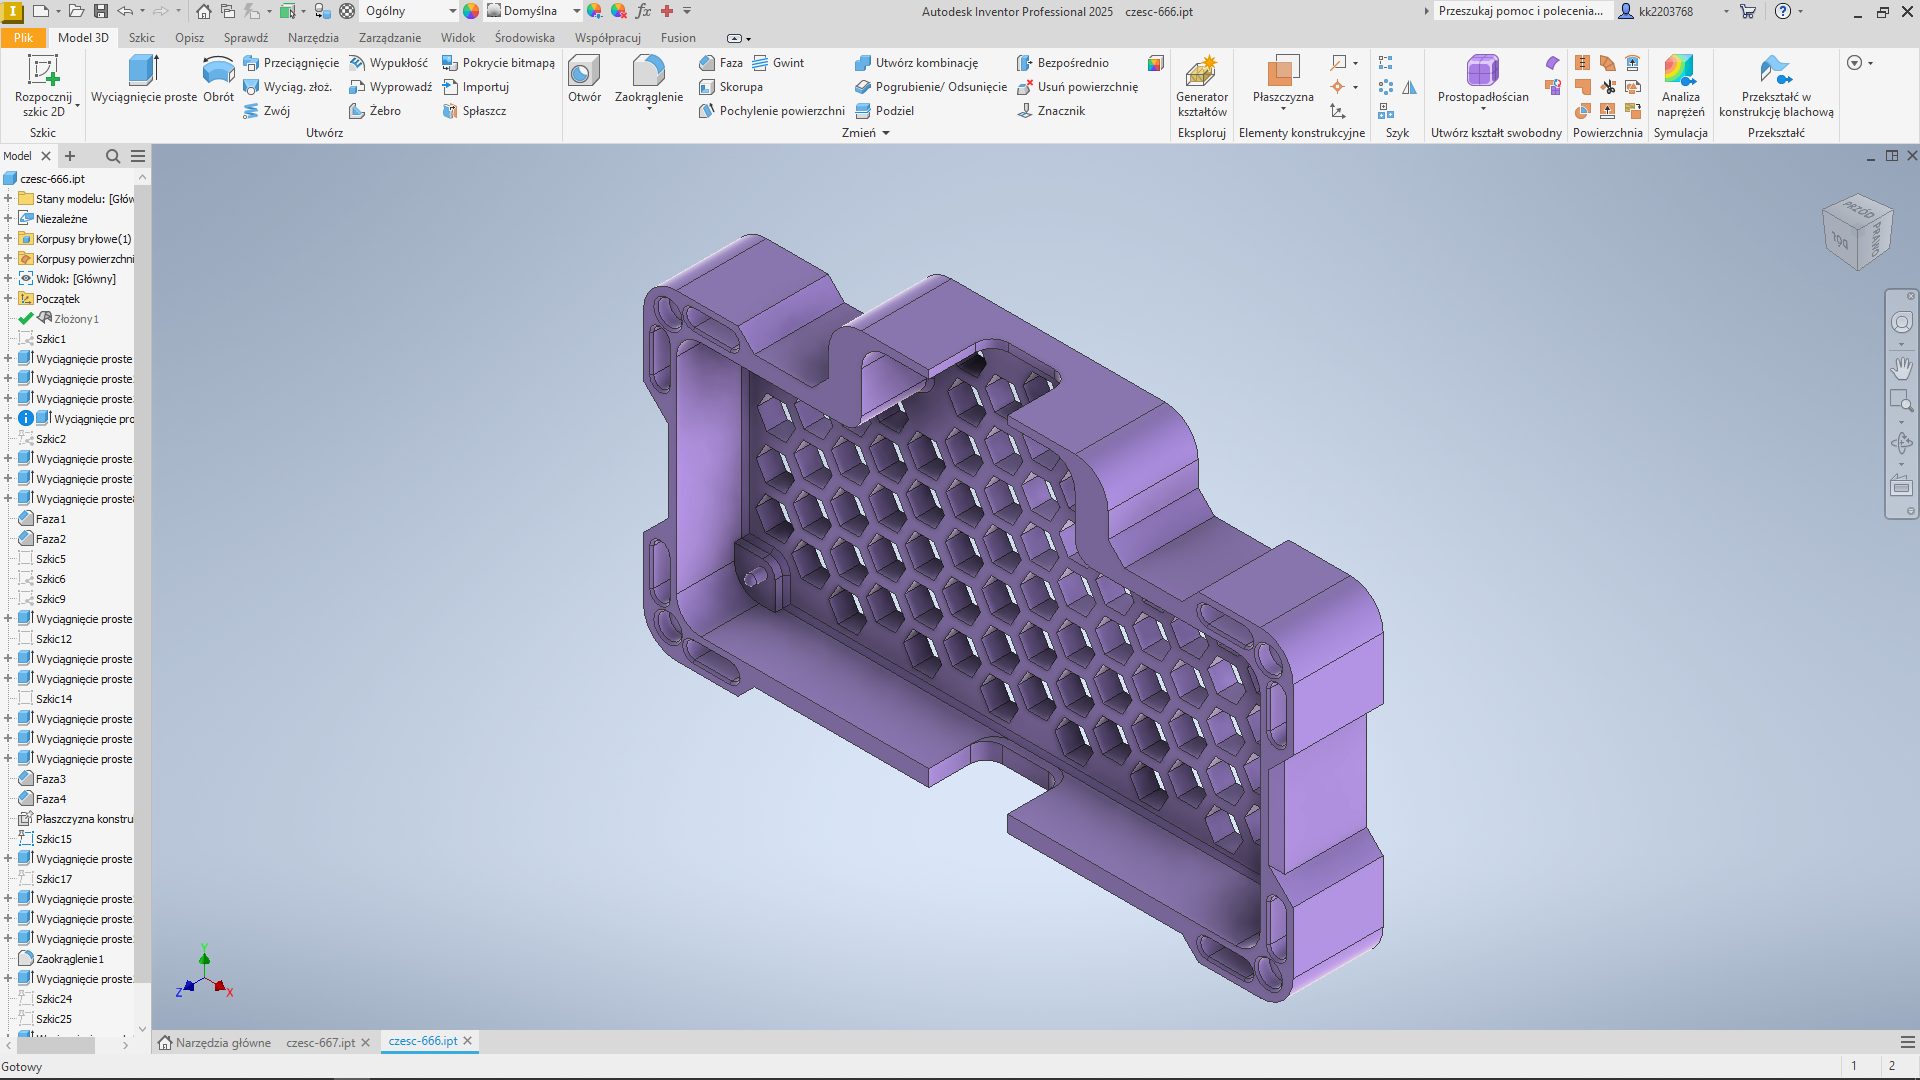 Ogólny
Domyślna
Autodesk Inventor Professional 2025 czesc-666.ipt
Przeszukaj pomoc i polecenia...
kk2203768
Plik Model 3D Szkic Opisz Sprawdź Narzędzia Zarządzanie Widok Środowiska Współpracuj Fusion
Rozpocznij szkic 2D
Szkic
Wyciągnięcie proste
Obrót
Przeciągnięcie
Wyciąg. złoż.
Zwój
Wypukłość
Wyprowadź
Żebro
Pokrycie bitmapą
Importuj
Spłaszcz
Utwórz
Otwór
Zaokrąglenie
Faza
Skorupa
Pochylenie powierzchni
Gwint
Utwórz kombinację
Pogrubienie/ Odsunięcie
Podziel
Bezpośrednio
Usuń powierzchnię
Znacznik
Zmień
Generator kształtów
Eksploruj
Płaszczyzna
Elementy konstrukcyjne
Szyk
Prostopadłościan
Utwórz kształt swobodny
Powierzchnia
Analiza naprężeń
Symulacja
Przekształć w konstrukcję blachową
Przekształć
Model
czesc-666.ipt
Stany modelu: [Głów
Niezależne
Korpusy bryłowe(1)
Korpusy powierzchni
Widok: [Główny]
Początek
Złożony1
Szkic1
Wyciągnięcie proste
Wyciągnięcie proste
Wyciągnięcie proste
Wyciągnięcie pro
Szkic2
Wyciągnięcie proste
Wyciągnięcie proste
Wyciągnięcie proste
Faza1
Faza2
Szkic5
Szkic6
Szkic9
Wyciągnięcie proste
Szkic12
Wyciągnięcie proste
Wyciągnięcie proste
Szkic14
Wyciągnięcie proste
Wyciągnięcie proste
Wyciągnięcie proste
Faza3
Faza4
Płaszczyzna konstru
Szkic15
Wyciągnięcie proste
Szkic17
Wyciągnięcie proste
Wyciągnięcie proste
Wyciągnięcie proste
Zaokrąglenie1
Wyciągnięcie proste
Szkic24
Szkic25
PRZÓD
DÓŁ
PRAWO
Y
Z
X
Narzędzia główne
czesc-667.ipt
czesc-666.ipt
Gotowy
1
2